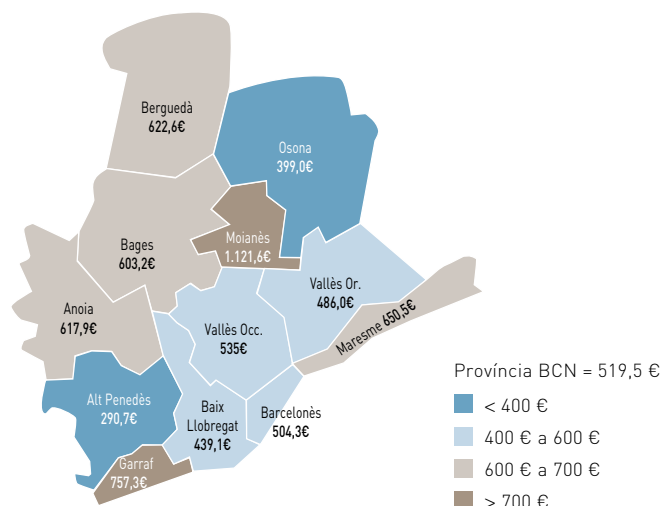 Berguedà
622,6€
Osona
399,0€
Moianès
1.121,6€
Bages
603,2€
Vallès Or.
486,0€
Anoia
617,9€
Vallès Occ.
535€
Maresme 650,5€
Alt Penedès
290,7€
Baix
Llobregat
439,1€
Barcelonès
504,3€
Garraf
757,3€
Província BCN = 519,5 €
< 400 €
400 € a 600 €
600 € a 700 €
> 700 €